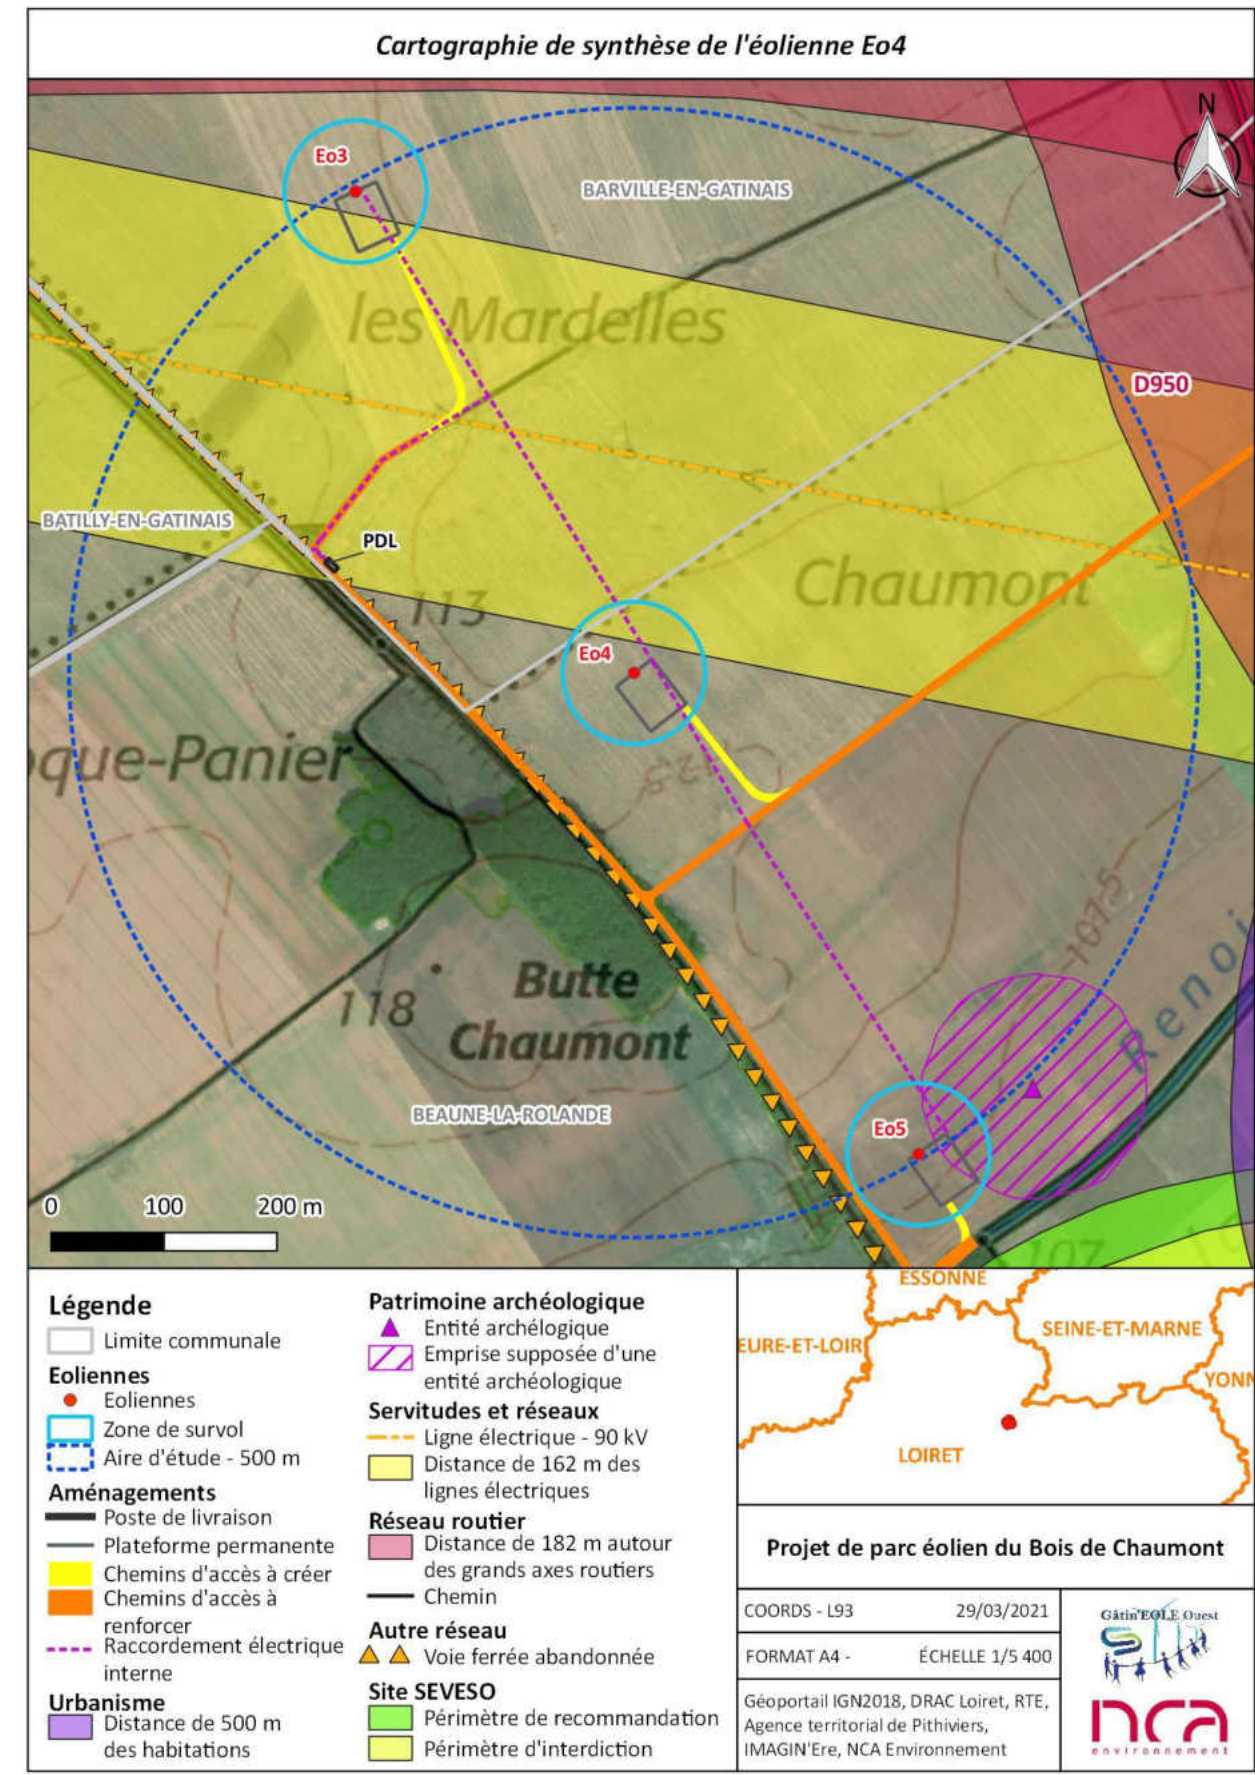 Cartographie de synthèse de l'éolienne Eo4
N
Eo3
BARVILLE-EN-GATINAIS
les Mardelles
D950
BATILLY-EN-GATINAIS
PDL
Chaumont
113
Eo4
oque-Panier
107,5
Renoi
118
Butte
Chaumont
BEAUNE-LA-ROLANDE
Eo5
0 100 200 m
107
Légende
Limite communale
Eoliennes
Eoliennes
Zone de survol
Aire d'étude - 500 m
Aménagements
Poste de livraison
Plateforme permanente
Chemins d'accès à créer
Chemins d'accès à
renforcer
Raccordement électrique
interne
Urbanisme
Distance de 500 m
des habitations
Patrimoine archéologique
Entité archélogique
Emprise supposée d'une
entité archéologique
Servitudes et réseaux
Ligne électrique - 90 kV
Distance de 162 m des
lignes électriques
Réseau routier
Distance de 182 m autour
des grands axes routiers
Chemin
Autre réseau
Voie ferrée abandonnée
Site SEVESO
Périmètre de recommandation
Périmètre d'interdiction
ESSONNE
EURE-ET-LOIR
SEINE-ET-MARNE
YONN
LOIRET
Projet de parc éolien du Bois de Chaumont
COORDS - L93 29/03/2021
FORMAT A4 - ÉCHELLE 1/5 400
Géoportail IGN2018, DRAC Loiret, RTE,
Agence territorial de Pithiviers,
IMAGIN'Ere, NCA Environnement
Gâtin'EOLE Ouest
nca
environnement